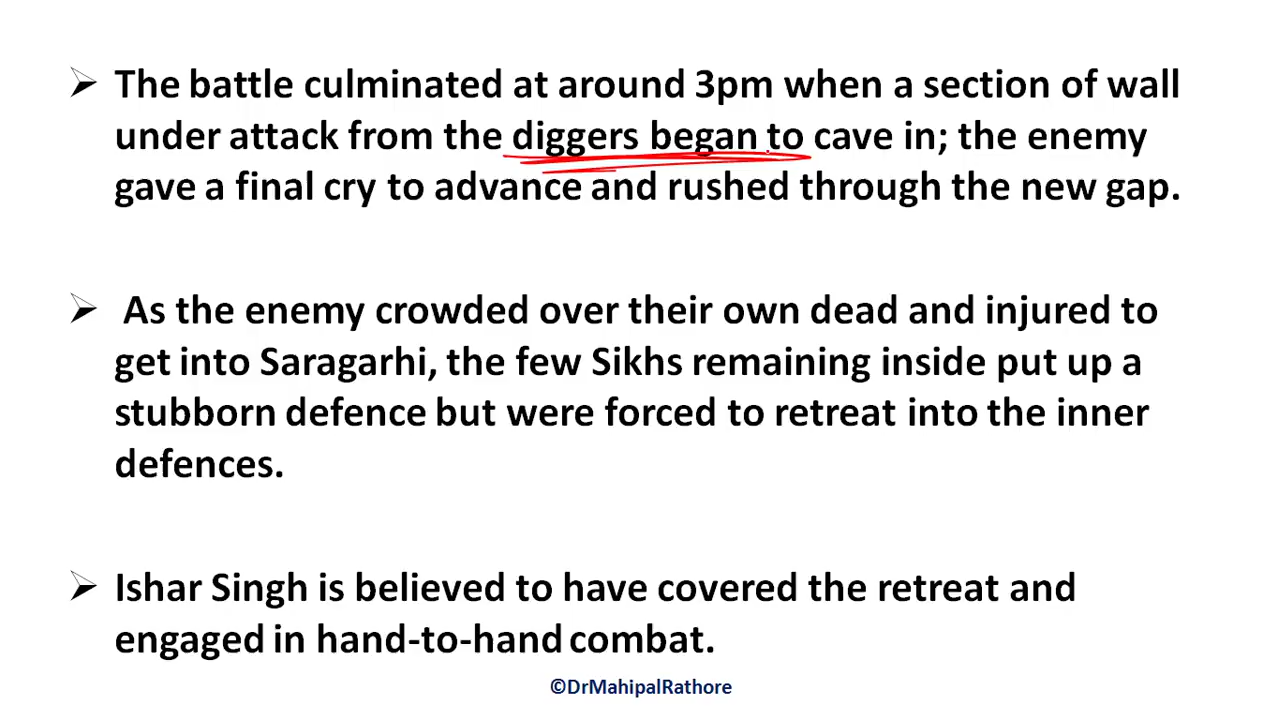 ➢ The battle culminated at around 3pm when a section of wall
under attack from the diggers began to cave in; the enemy
gave a final cry to advance and rushed through the new gap.
➢ As the enemy crowded over their own dead and injured to
get into Saragarhi, the few Sikhs remaining inside put up a
stubborn defence but were forced to retreat into the inner
defences.
➢ Ishar Singh is believed to have covered the retreat and
engaged in hand-to-hand combat.
©DrMahipalRathore